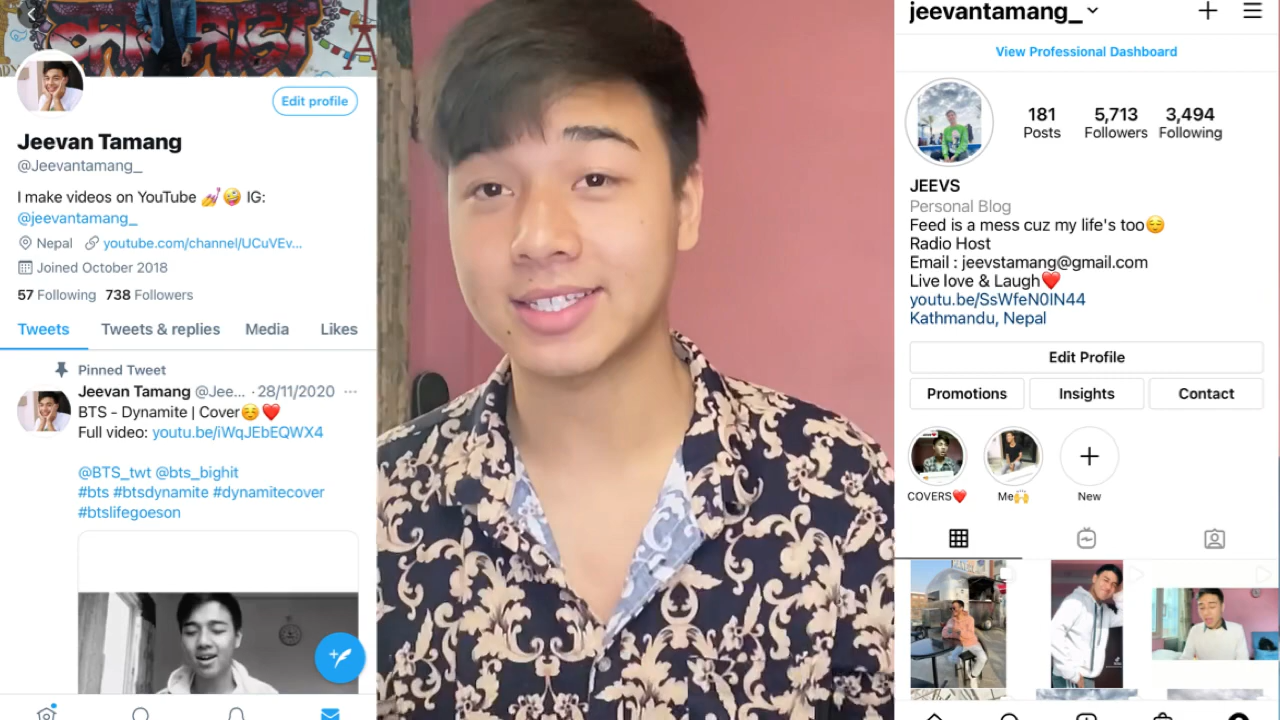 Jeevan Tamang
Edit profile
@Jeevantamang_
I make videos on YouTube 💅🤪 IG:
@jeevantamang_
Nepal youtube.com/channel/UCuVEv...
Joined October 2018
57 Following 738 Followers
Tweets Tweets & replies Media Likes
Pinned Tweet
Jeevan Tamang @Jee... · 28/11/2020 ···
BTS - Dynamite | Cover☺️❤️
Full video: youtu.be/iWqJEbEQWX4
@BTS_twt @bts_bighit
#bts #btsdynamite #dynamitecover
#btslifegoeson
jeevantamang_
View Professional Dashboard
181 5,713 3,494
Posts Followers Following
JEEVS
Personal Blog
Feed is a mess cuz my life's too😌
Radio Host
Email : jeevstamang@gmail.com
Live love & Laugh❤️
youtu.be/SsWfeN0IN44
Kathmandu, Nepal
Edit Profile
Promotions Insights Contact
COVERS❤️ Me🙌 New